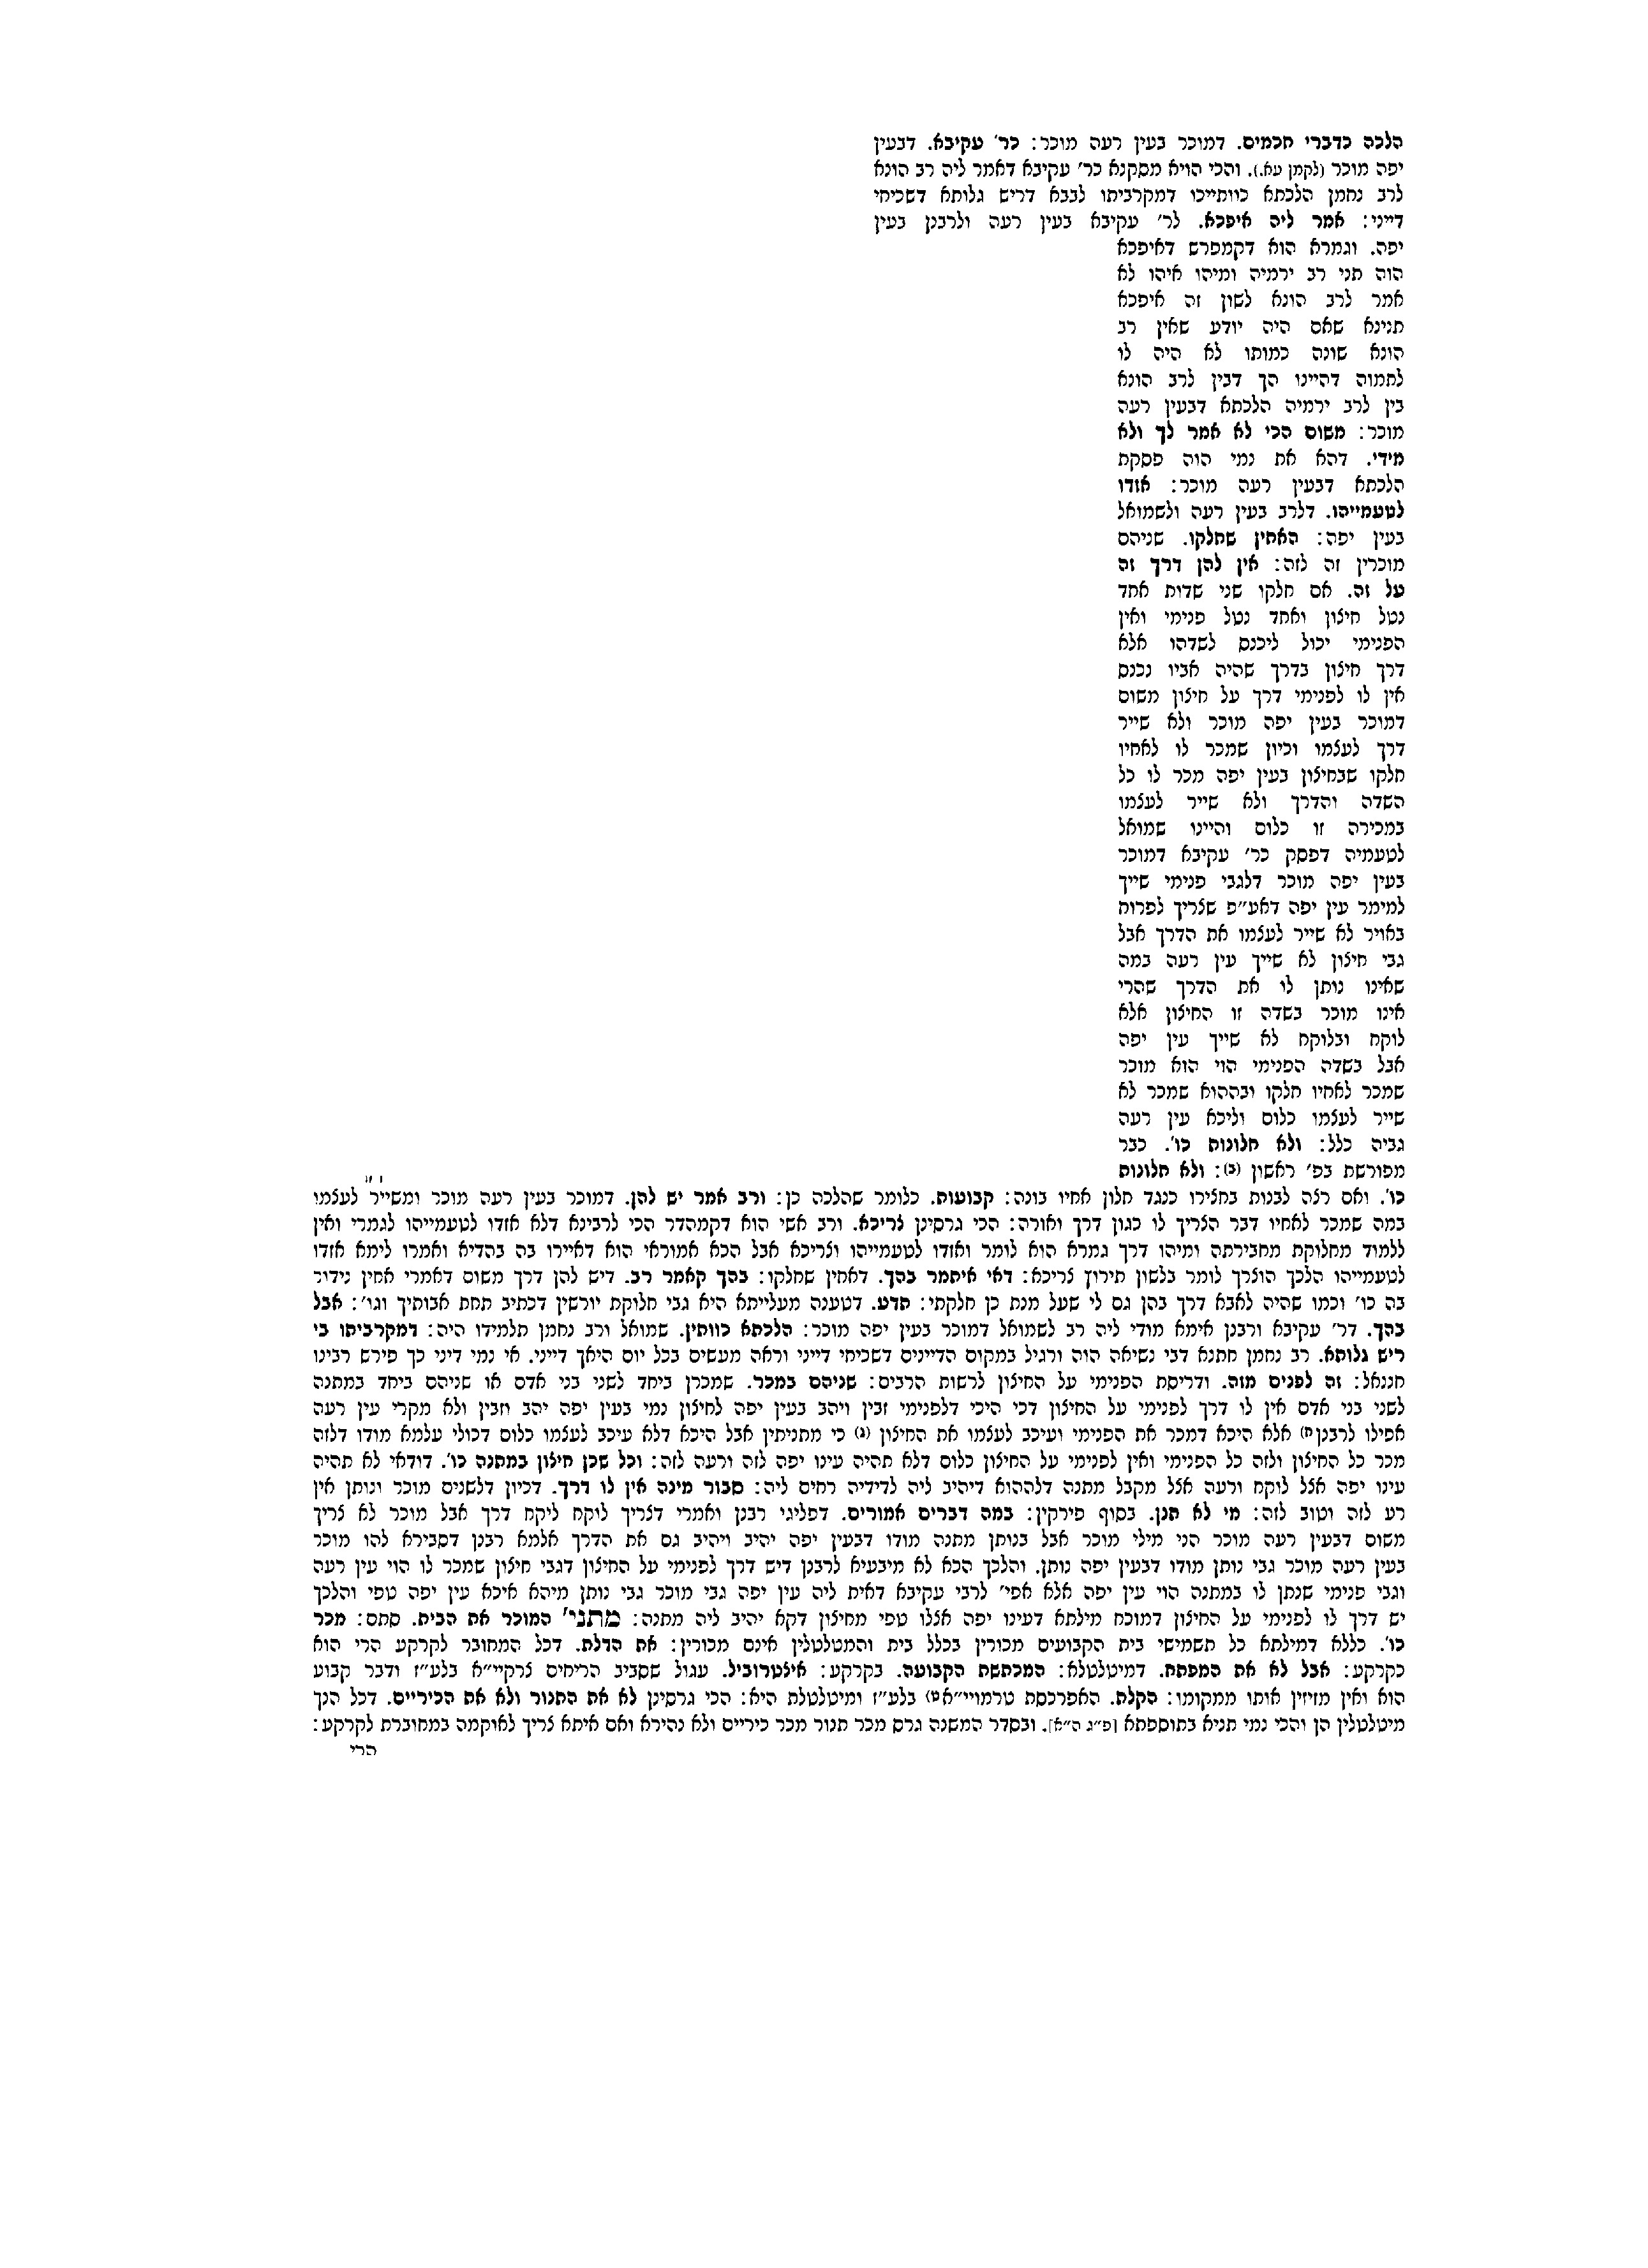 הלכה כדברי חכמים. דמוכר בעין רעה מוכר: כר' עקיבא. דבעין
יפה מוכר (לקמן עא.). והכי הויא מסקנא כר' עקיבא דאמר ליה רב הונא
לרב נחמן הלכתא כוותייכו דמקרביתו לבבא דריש גלותא דשכיחי
דייני: אמר ליה איפכא. לר' עקיבא בעין רעה ולרבנן בעין
יפה. וגמרא הוא דקמפרש דאיפכא
הוה תני רב ירמיה ומיהו איהו לא
אמר לרב הונא לשון זה איפכא
תנינא שאם היה יודע שאין רב
הונא שונה כמותו לא היה לו
לתמוה דהיינו הך דבין לרב הונא
בין לרב ירמיה הלכתא דבעין רעה
מוכר: משום הכי לא אמר לך ולא
מידי. דהא את נמי הוה פסקת
הלכתא דבעין רעה מוכר: אזדו
לטעמייהו. דלרב בעין רעה ולשמואל
בעין יפה: האחין שחלקו. שניהם
מוכרין זה לזה: אין להן דרך זה
על זה. אם חלקו שני שדות אחד
נטל חיצון ואחד נטל פנימי ואין
הפנימי יכול ליכנס לשדהו אלא
דרך חיצון בדרך שהיה אביו נכנס
אין לו לפנימי דרך על חיצון משום
דמוכר בעין יפה מוכר ולא שייר
דרך לעצמו וכיון שמכר לו לאחיו
חלקו שבחיצון בעין יפה מכר לו כל
השדה והדרך ולא שייר לעצמו
במכירה זו כלום והיינו שמואל
לטעמיה דפסק כר' עקיבא דמוכר
בעין יפה מוכר דלגבי פנימי שייך
למימר עין יפה דאע"פ שצריך לפרוח
באויר לא שייר לעצמו את הדרך אבל
גבי חיצון לא שייך עין רעה במה
שאינו נותן לו את הדרך שהרי
אינו מוכר בשדה זו החיצון אלא
לוקח ובלוקח לא שייך עין יפה
אבל בשדה הפנימי הוי הוא מוכר
שמכר לאחיו חלקו ובההוא שמכר לא
שייר לעצמו כלום וליכא עין רעה
גביה כלל: ולא חלונות כו'. כבר
מפורשת בפ' ראשון (ב): ולא חלונות
כו'. ואם רצה לבנות בחצירו כנגד חלון אחיו בונה: קבועות. כלומר שהלכה כן: ורב אמר יש להן. דמוכר בעין רעה מוכר ומשייר לעצמו
במה שמכר לאחיו דבר הצריך לו כגון דרך ואורה: הכי גרסינן צריכא. ורב אשי הוא דקמהדר הכי לרבינא דלא אזדו לטעמייהו לגמרי ואין
ללמוד מחלוקת מחבירתה ומיהו דרך גמרא הוא לומר ואזדו לטעמייהו וצריכא אבל הכא אמוראי הוא דאיירו בה בהדיא ואמרו לימא אזדו
לטעמייהו הלכך הוצרך לומר בלשון תירוץ צריכא: דאי איתמר בהך. דאחין שחלקו: בהך קאמר רב. דיש להן דרך משום דאמרי אחין נידור
בה כו' וכמו שהיה לאבא דרך בהן גם לי שעל מנת כן חלקתי: תדע. דטענה מעלייתא היא גבי חלוקת יורשין דכתיב תחת אבותיך וגו': אבל
בהך. דר' עקיבא ורבנן אימא מודי ליה רב לשמואל דמוכר בעין יפה מוכר: הלכתא כוותין. שמואל ורב נחמן תלמידו היה: דמקרביתו בי
ריש גלותא. רב נחמן חתנא דבי נשיאה הוה ורגיל במקום הדיינים דשכיחי דייני וראה מעשים בכל יום היאך דייני. אי נמי דיני כך פירש רבינו
חננאל: זה לפנים מזה. ודריסת הפנימי על החיצון לרשות הרבים: שניהם במכר. שמכרן ביחד לשני בני אדם או שניהם ביחד במתנה
לשני בני אדם אין לו דרך לפנימי על החיצון דכי היכי דלפנימי זבין ויהב בעין יפה לחיצון נמי בעין יפה יהב וזבין ולא מקרי עין רעה
אפילו לרבנן(ח) אלא היכא דמכר את הפנימי ועיכב לעצמו את החיצון (ג) כי מתניתין אבל היכא דלא עיכב לעצמו כלום דכולי עלמא מודו דלזה
מכר כל החיצון ולזה כל הפנימי ואין לפנימי על החיצון כלום דלא תהיה עינו יפה לזה ורעה לזה: וכל שכן חיצון במתנה כו'. דודאי לא תהיה
עינו יפה אצל לוקח ורעה אצל מקבל מתנה דלההוא דיהיב ליה לדידיה רחים ליה: סבור מינה אין לו דרך. דכיון דלשנים מוכר ונותן אין
רע לזה וטוב לזה: מי לא תנן. בסוף פירקין: במה דברים אמורים. דפליגי רבנן ואמרי דצריך לוקח ליקח דרך אבל מוכר לא צריך
משום דבעין רעה מוכר הני מילי מוכר אבל בנותן מתנה מודו דבעין יפה יהיב ויהיב גם את הדרך אלמא רבנן דסבירא להו מוכר
בעין רעה מוכר גבי נותן מודו דבעין יפה נותן. והלכך הכא לא מיבעיא לרבנן דיש דרך לפנימי על החיצון דגבי חיצון שמכר לו הוי עין רעה
וגבי פנימי שנתן לו במתנה הוי עין יפה אלא אפי' לרבי עקיבא דאית ליה עין יפה גבי מוכר גבי נותן מיהא איכא עין יפה טפי והלכך
יש דרך לו לפנימי על החיצון דמוכח מילתא דעינו יפה אצלו טפי מחיצון דקא יהיב ליה מתנה: מתני' המוכר את הבית. סתם: מכר
כו'. כללא דמילתא כל תשמישי בית הקבועים מכורין בכלל בית והמטלטלין אינם מכורין: את הדלת. דכל המחובר לקרקע הרי הוא
כקרקע: אבל לא את המפתח. דמיטלטלא: המכתשת הקבועה. בקרקע: איצטרוביל. עגול שסביב הריחים צרקיי"א בלע"ז ודבר קבוע
הוא ואין מזיזין אותו ממקומו: הקלת. האפרכסת טרמויי"א(ט) בלע"ז ומיטלטלת היא: הכי גרסינן לא את התנור ולא את הכיריים. דכל הנך
מיטלטלין הן והכי נמי תניא בתוספתא [פ"ג ה"א]. ובסדר המשנה גרס מכר תנור מכר כיריים ולא נהירא ואם איתא צריך לאוקמה במחוברת לקרקע:
הרי